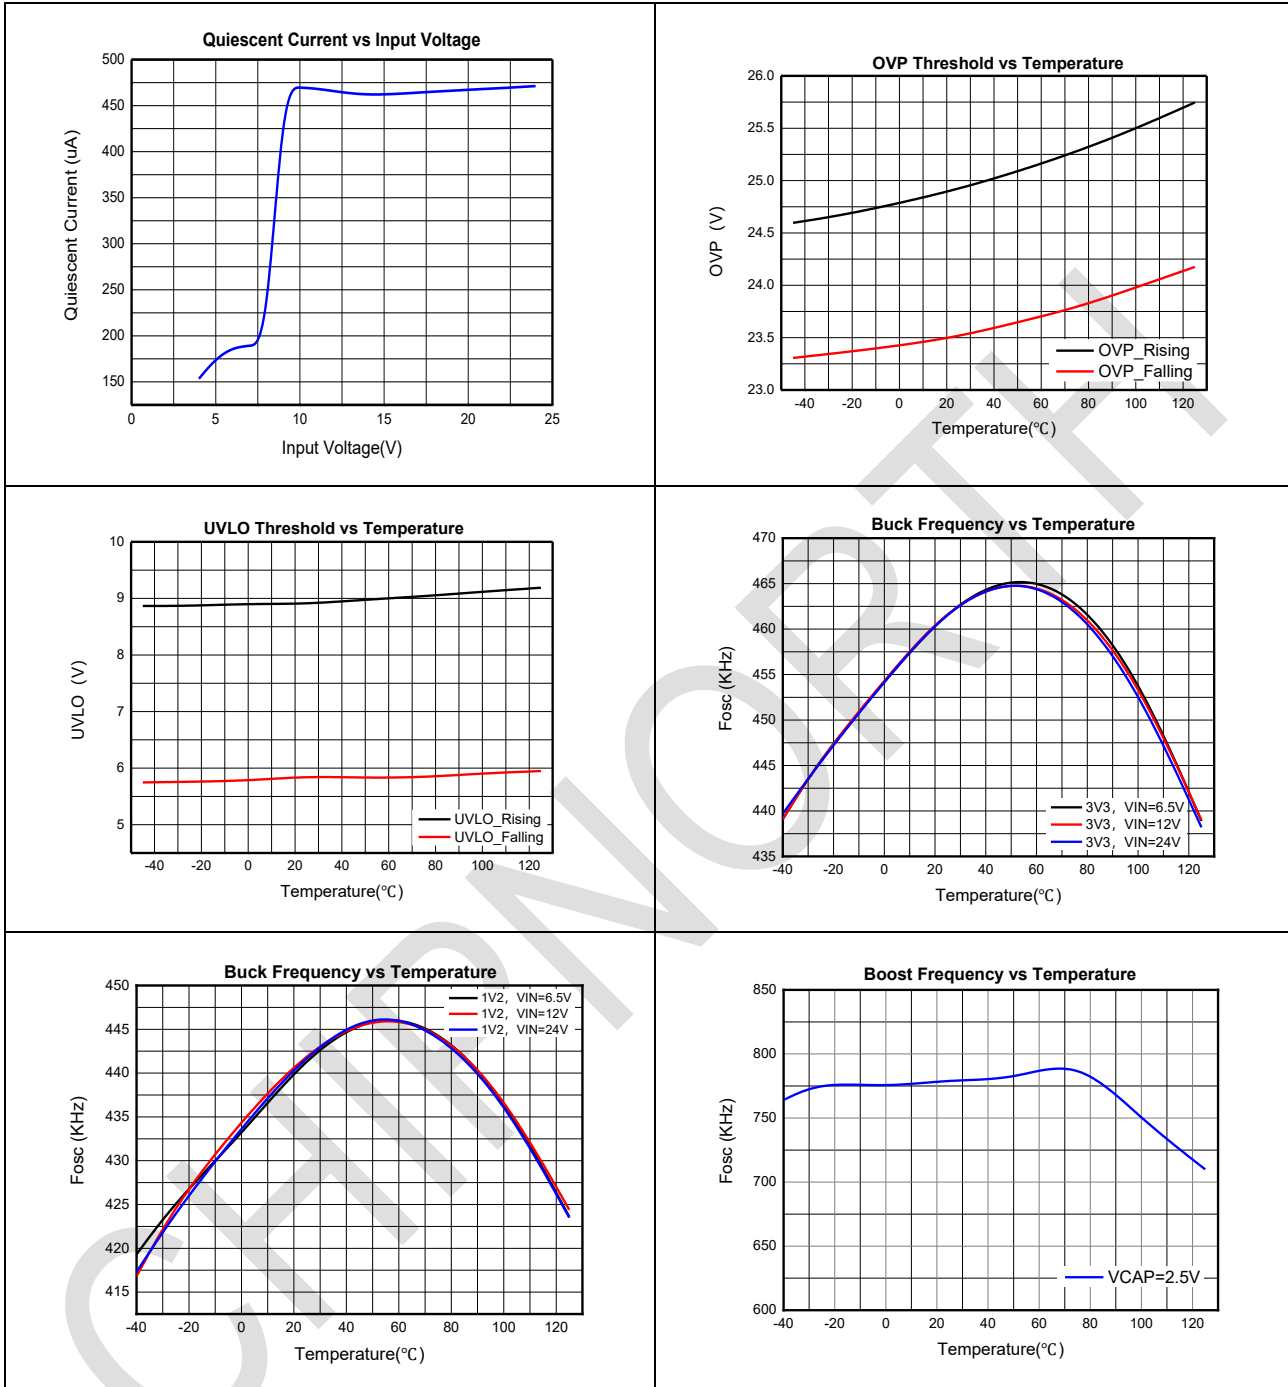 Quiescent Current vs Input Voltage
500
450
400
350
300
250
200
150
0 5 10 15 20 25
Quiescent Current (uA)
Input Voltage(V)
OVP Threshold vs Temperature
26.0
25.5
25.0
24.5
24.0
23.5
23.0
-40 -20 0 20 40 60 80 100 120
OVP (V)
OVP_Rising
OVP_Falling
Temperature(℃)
UVLO Threshold vs Temperature
10
9
8
7
6
5
-40 -20 0 20 40 60 80 100 120
UVLO (V)
UVLO_Rising
UVLO_Falling
Temperature(℃)
Buck Frequency vs Temperature
470
465
460
455
450
445
440
435
-40 -20 0 20 40 60 80 100 120
Fosc (KHz)
3V3, VIN=6.5V
3V3, VIN=12V
3V3, VIN=24V
Temperature(℃)
Buck Frequency vs Temperature
450
445
440
435
430
425
420
415
-40 -20 0 20 40 60 80 100 120
Fosc (KHz)
1V2, VIN=6.5V
1V2, VIN=12V
1V2, VIN=24V
Temperature(℃)
Boost Frequency vs Temperature
850
800
750
700
650
600
-40 -20 0 20 40 60 80 100 120
Fosc (KHz)
VCAP=2.5V
Temperature(℃)
CHIPNORTH